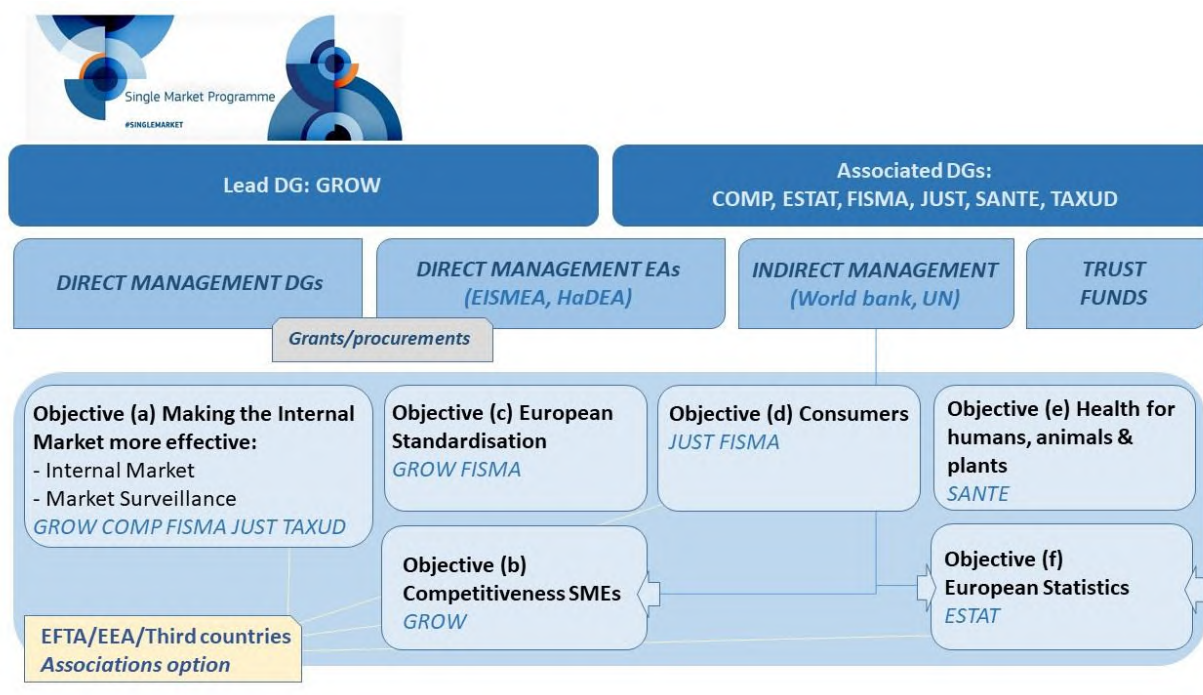 Single Market Programme
#SINGLEMARKET
Lead DG: GROW
Associated DGs:
COMP, ESTAT, FISMA, JUST, SANTE, TAXUD
DIRECT MANAGEMENT DGs
DIRECT MANAGEMENT EAs
(EISMEA, HaDEA)
INDIRECT MANAGEMENT
(World bank, UN)
TRUST
FUNDS
Grants/procurements
Objective (a) Making the Internal
Market more effective:
- Internal Market
- Market Surveillance
GROW COMP FISMA JUST TAXUD
Objective (c) European
Standardisation
GROW FISMA
Objective (d) Consumers
JUST FISMA
Objective (e) Health for
humans, animals &
plants
SANTE
Objective (b)
Competitiveness SMEs
GROW
Objective (f)
European Statistics
ESTAT
EFTA/EEA/Third countries
Associations option